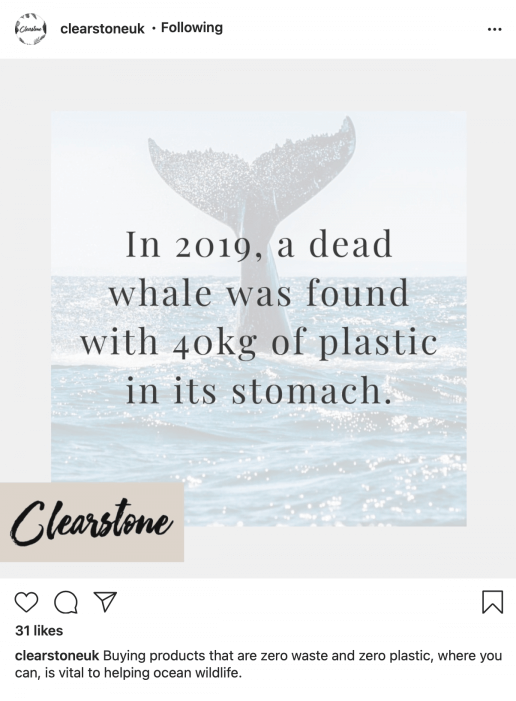 Clearstone
clearstoneuk • Following
In 2019, a dead
whale was found
with 40kg of plastic
in its stomach.
Clearstone
31 likes
clearstoneuk Buying products that are zero waste and zero plastic, where you
can, is vital to helping ocean wildlife.